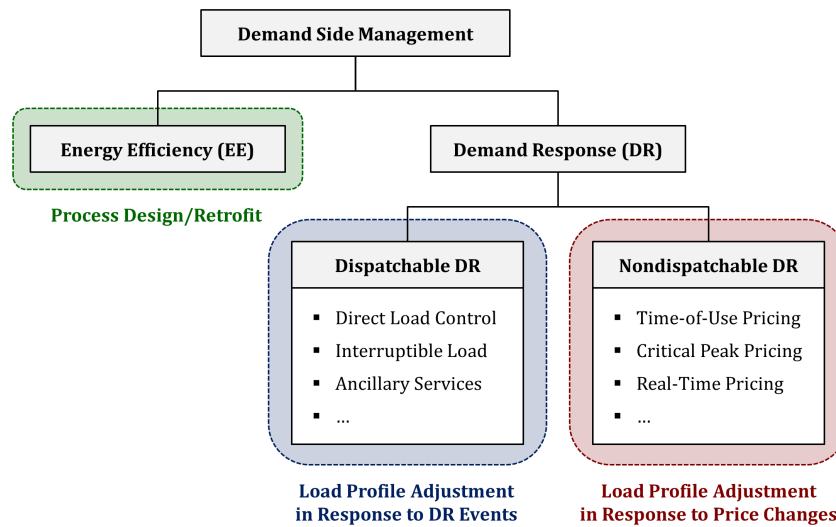 Demand Side Management
Energy Efficiency (EE)
Demand Response (DR)
Process Design/Retrofit
Dispatchable DR
▪ Direct Load Control
▪ Interruptible Load
▪ Ancillary Services
▪ ...
Nondispatchable DR
▪ Time-of-Use Pricing
▪ Critical Peak Pricing
▪ Real-Time Pricing
▪ ...
Load Profile Adjustment
in Response to DR Events
Load Profile Adjustment
in Response to Price Changes